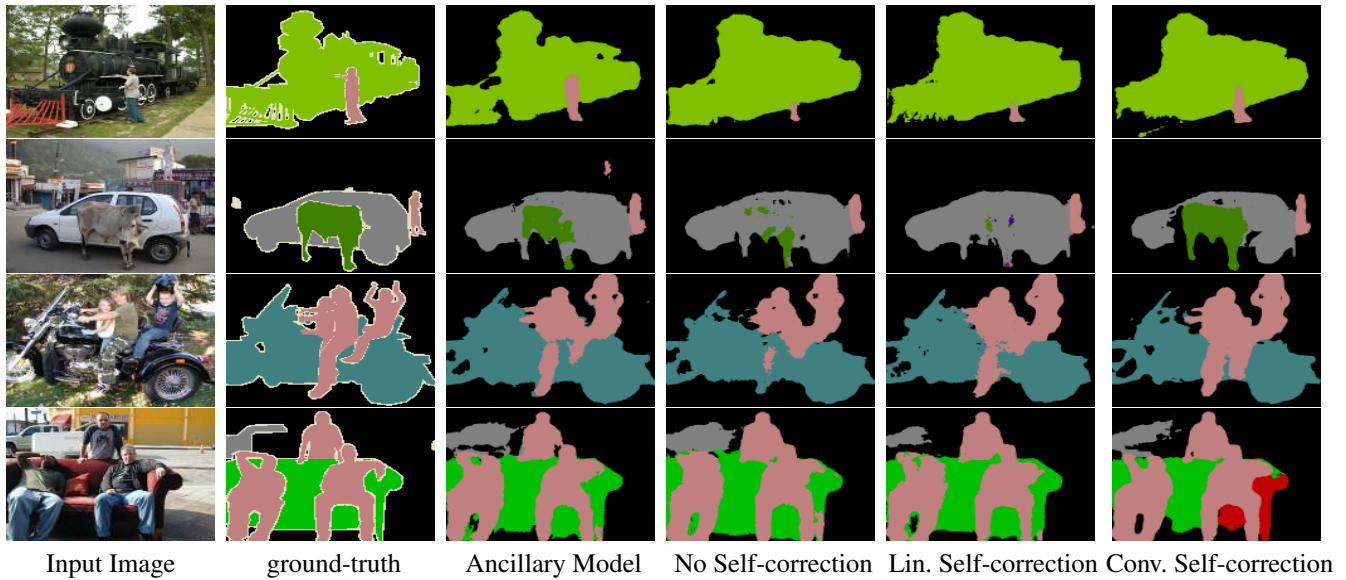 Input Image ground-truth Ancillary Model No Self-correction Lin. Self-correction Conv. Self-correction